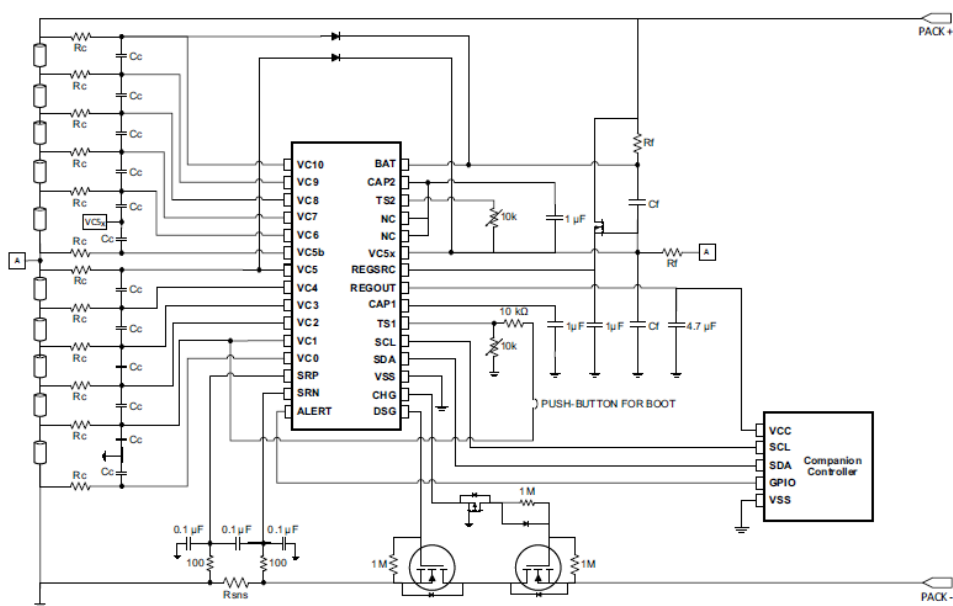 PACK+
Rc
Cc
Rc
Cc
Rc
Cc
Rc
Cc
Rc
Cc
VC5x
Cc
Rc
A
Rc
Cc
Rc
Cc
Rc
Cc
Rc
Cc
Rc
Cc
Cc
Rc
VC10
VC9
VC8
VC7
VC6
VC5b
VC5
VC4
VC3
VC2
VC1
VC0
SRP
SRN
ALERT
BAT
CAP2
TS2
NC
NC
VC5x
REGSRC
REGOUT
CAP1
TS1
SCL
SDA
VSS
CHG
DSG
10k
1 µF
Rf
Cf
Rf
A
10 kΩ
10k
1µF
1µF
Cf
4.7 µF
PUSH-BUTTON FOR BOOT
VCC
SCL
SDA
GPIO
VSS
Companion
Controller
0.1 µF
0.1 µF
0.1 µF
100
100
Rsns
1M
1M
1M
PACK-